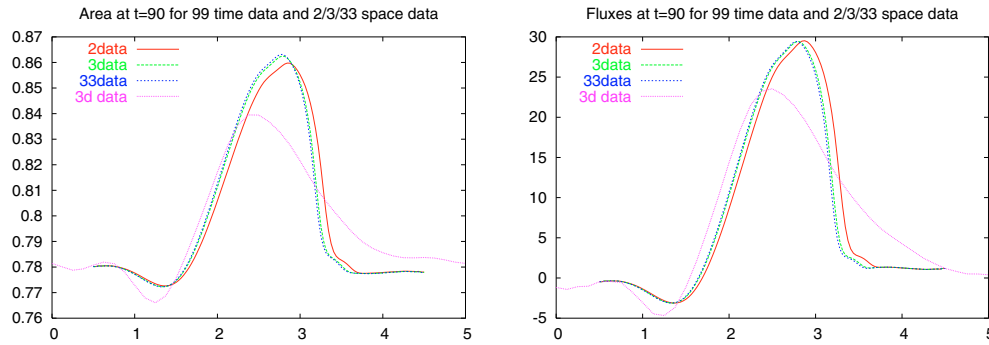 Area at t=90 for 99 time data and 2/3/33 space data
0.87
0.86
0.85
0.84
0.83
0.82
0.81
0.8
0.79
0.78
0.77
0.76
2data
3data
33data
3d data
0 1 2 3 4 5
Fluxes at t=90 for 99 time data and 2/3/33 space data
30
25
20
15
10
5
0
-5
2data
3data
33data
3d data
0 1 2 3 4 5